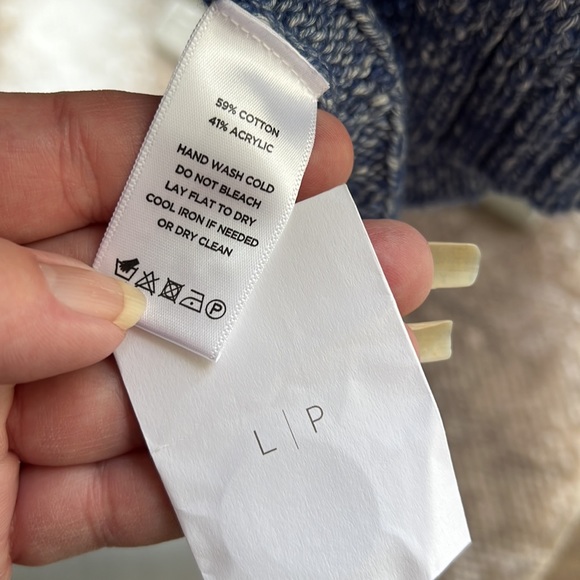 59% COTTON
41% ACRYLIC
HAND WASH COLD
DO NOT BLEACH
LAY FLAT TO DRY
COOL IRON IF NEEDED
OR DRY CLEAN
P
L|P